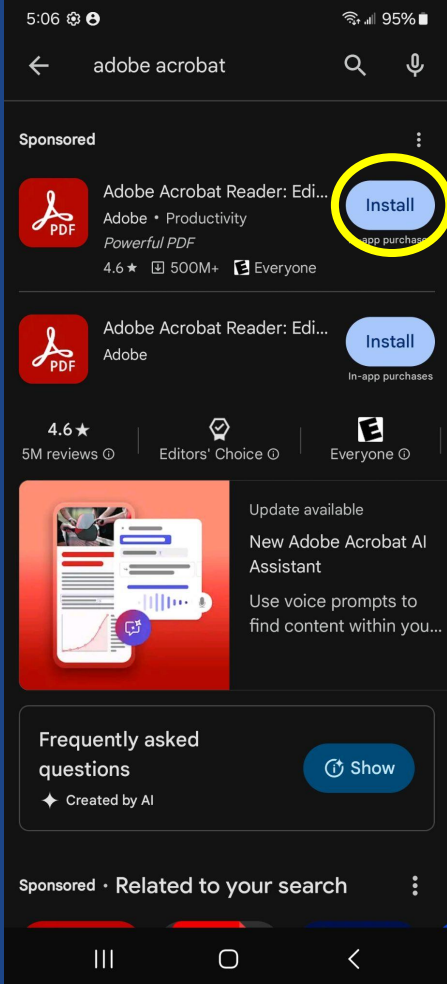 5:06 95%
adobe acrobat
Sponsored
Adobe Acrobat Reader: Edi...
Adobe • Productivity
Powerful PDF
4.6★ 500M+ E Everyone
PDF
Install
In-app purchases
Adobe Acrobat Reader: Edi...
Adobe
PDF
Install
In-app purchases
4.6★
5M reviews
Editors' Choice
E
Everyone
Update available
New Adobe Acrobat AI
Assistant
Use voice prompts to
find content within you...
Frequently asked
questions
Created by AI
Show
Sponsored · Related to your search